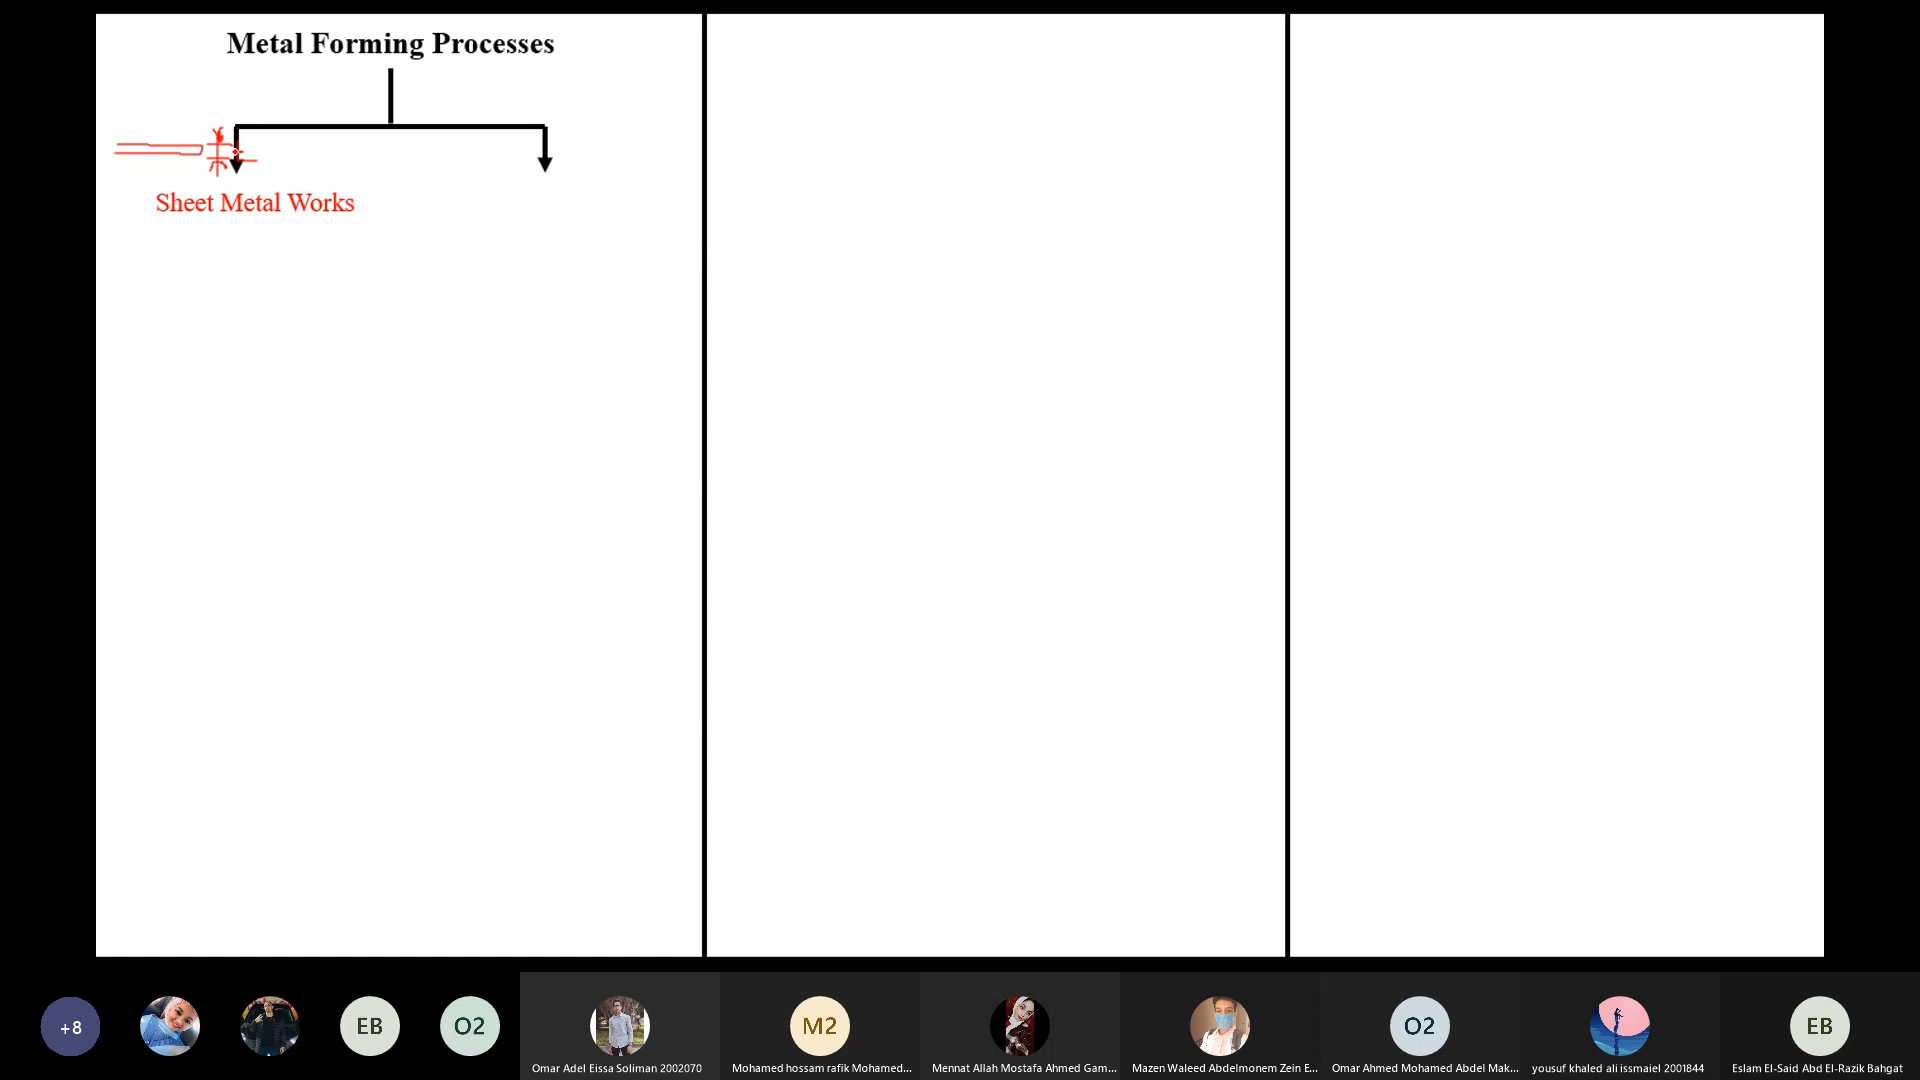 Metal Forming Processes
Sheet Metal Works
+8
EB
O2
M2
O2
EB
Omar Adel Eissa Soliman 2002070
Mohamed hossam rafik Mohamed...
Mennat Allah Mostafa Ahmed Gam...
Mazen Waleed Abdelmonem Zein E...
Omar Ahmed Mohamed Abdel Mak...
yousuf khaled ali issmaiel 2001844
Eslam El-Said Abd El-Razik Bahgat